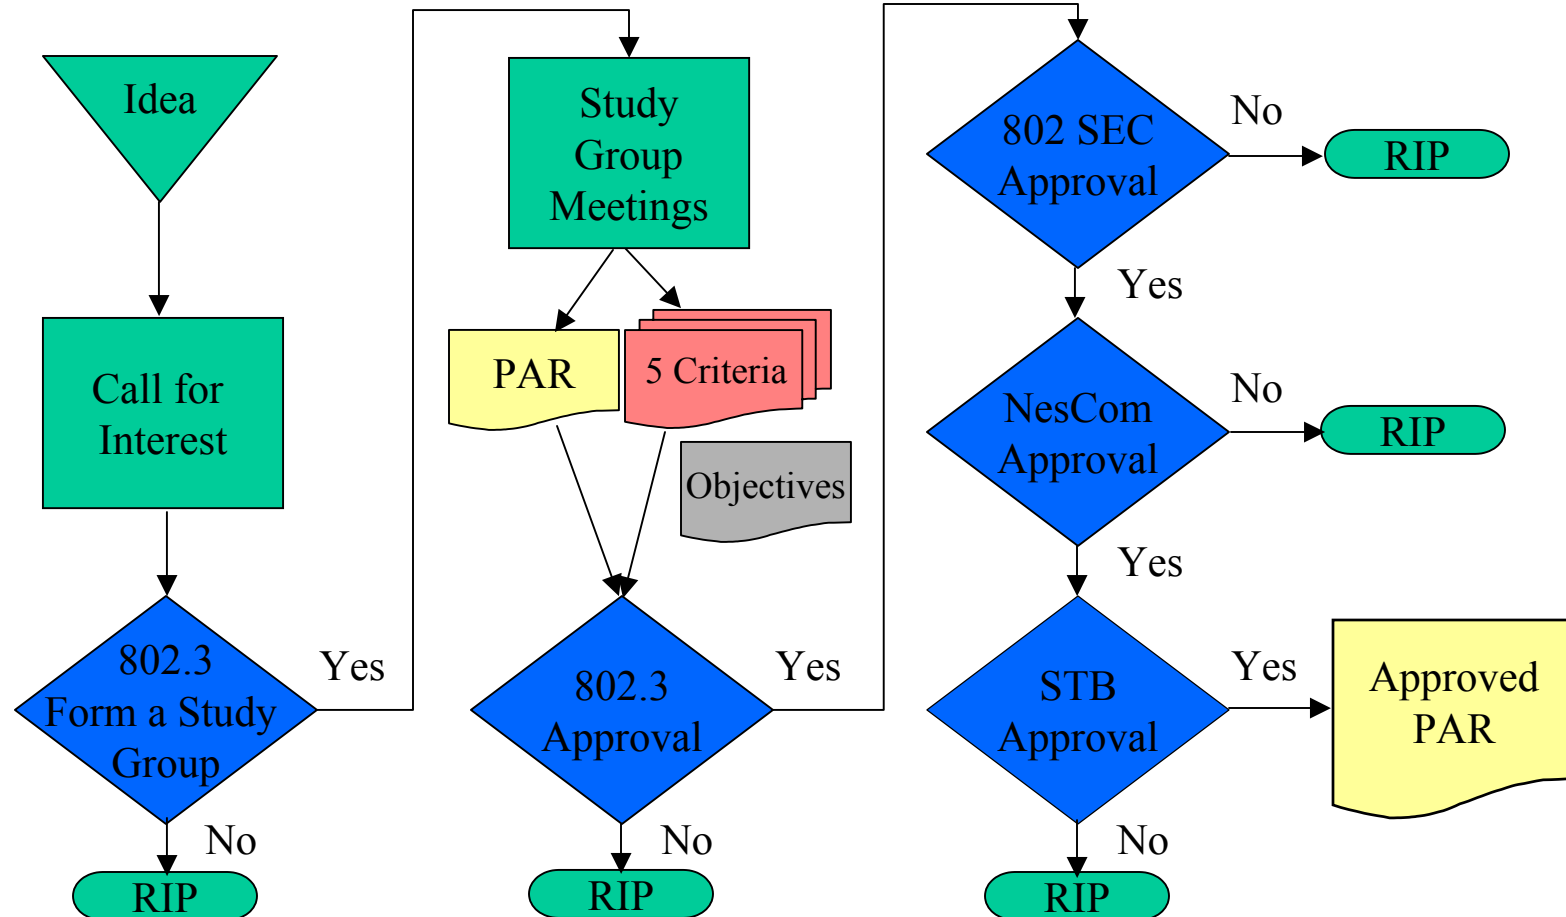 Idea
Call for
Interest
802.3
Form a Study
Group
Yes
No
RIP
Study
Group
Meetings
PAR
5 Criteria
Objectives
802.3
Approval
Yes
No
RIP
802 SEC
Approval
No
RIP
Yes
NesCom
Approval
No
RIP
Yes
STB
Approval
Yes
Approved
PAR
No
RIP